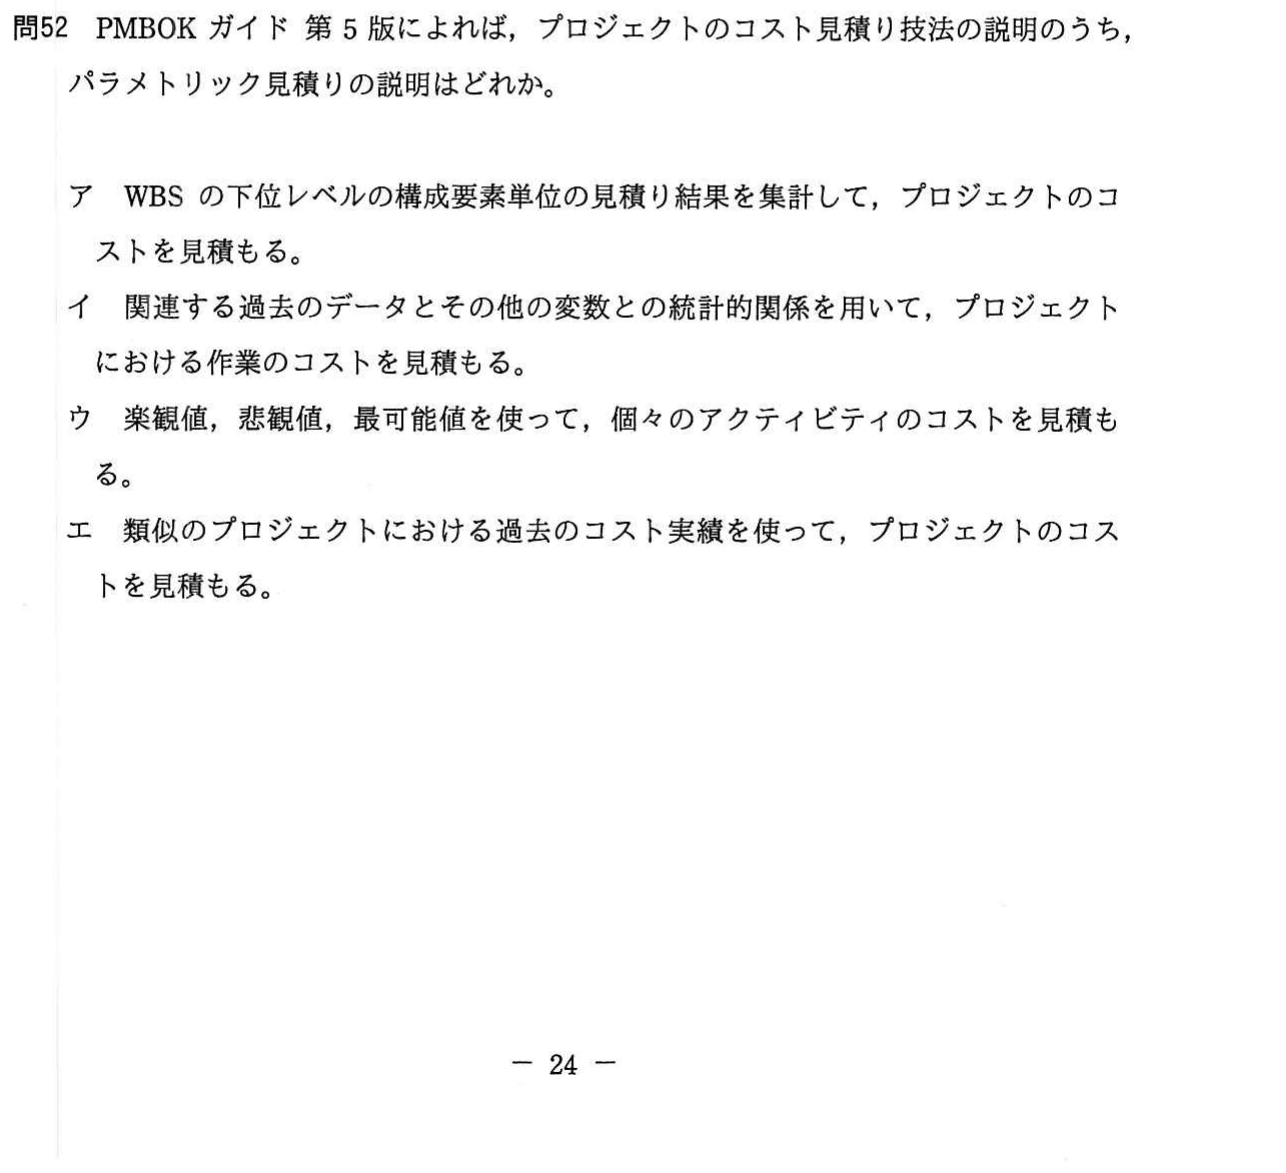 問52 PMBOK ガイド 第 5 版によれば，プロジェクトのコスト見積り技法の説明のうち，
パラメトリック見積りの説明はどれか。
ア WBS の下位レベルの構成要素単位の見積り結果を集計して，プロジェクトのコ
ストを見積もる。
イ 関連する過去のデータとその他の変数との統計的関係を用いて，プロジェクト
における作業のコストを見積もる。
ウ 楽観値，悲観値，最可能値を使って，個々のアクティビティのコストを見積も
る。
エ 類似のプロジェクトにおける過去のコスト実績を使って，プロジェクトのコス
トを見積もる。
－ 24 －